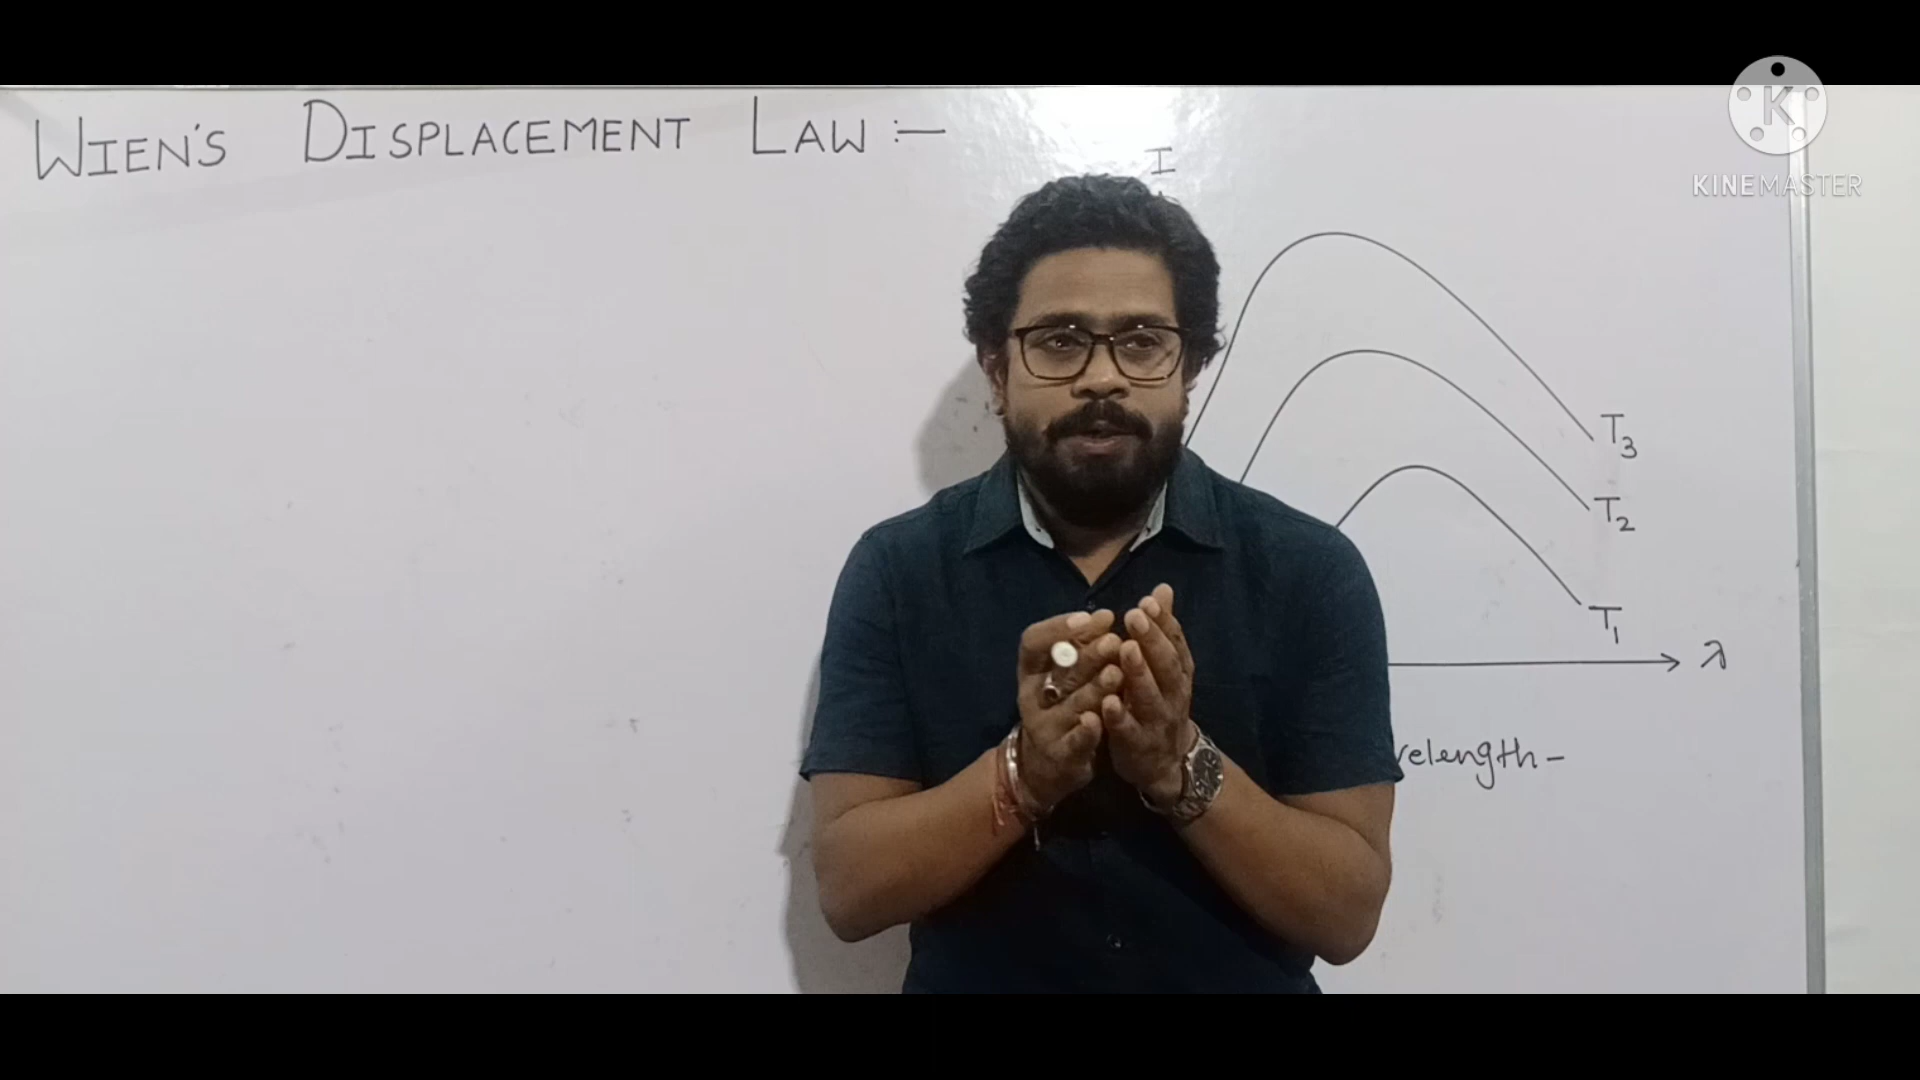 WIEN'S DISPLACEMENT LAW :—
I
K
KINEMASTER
T3
T2
T1
λ
velength -